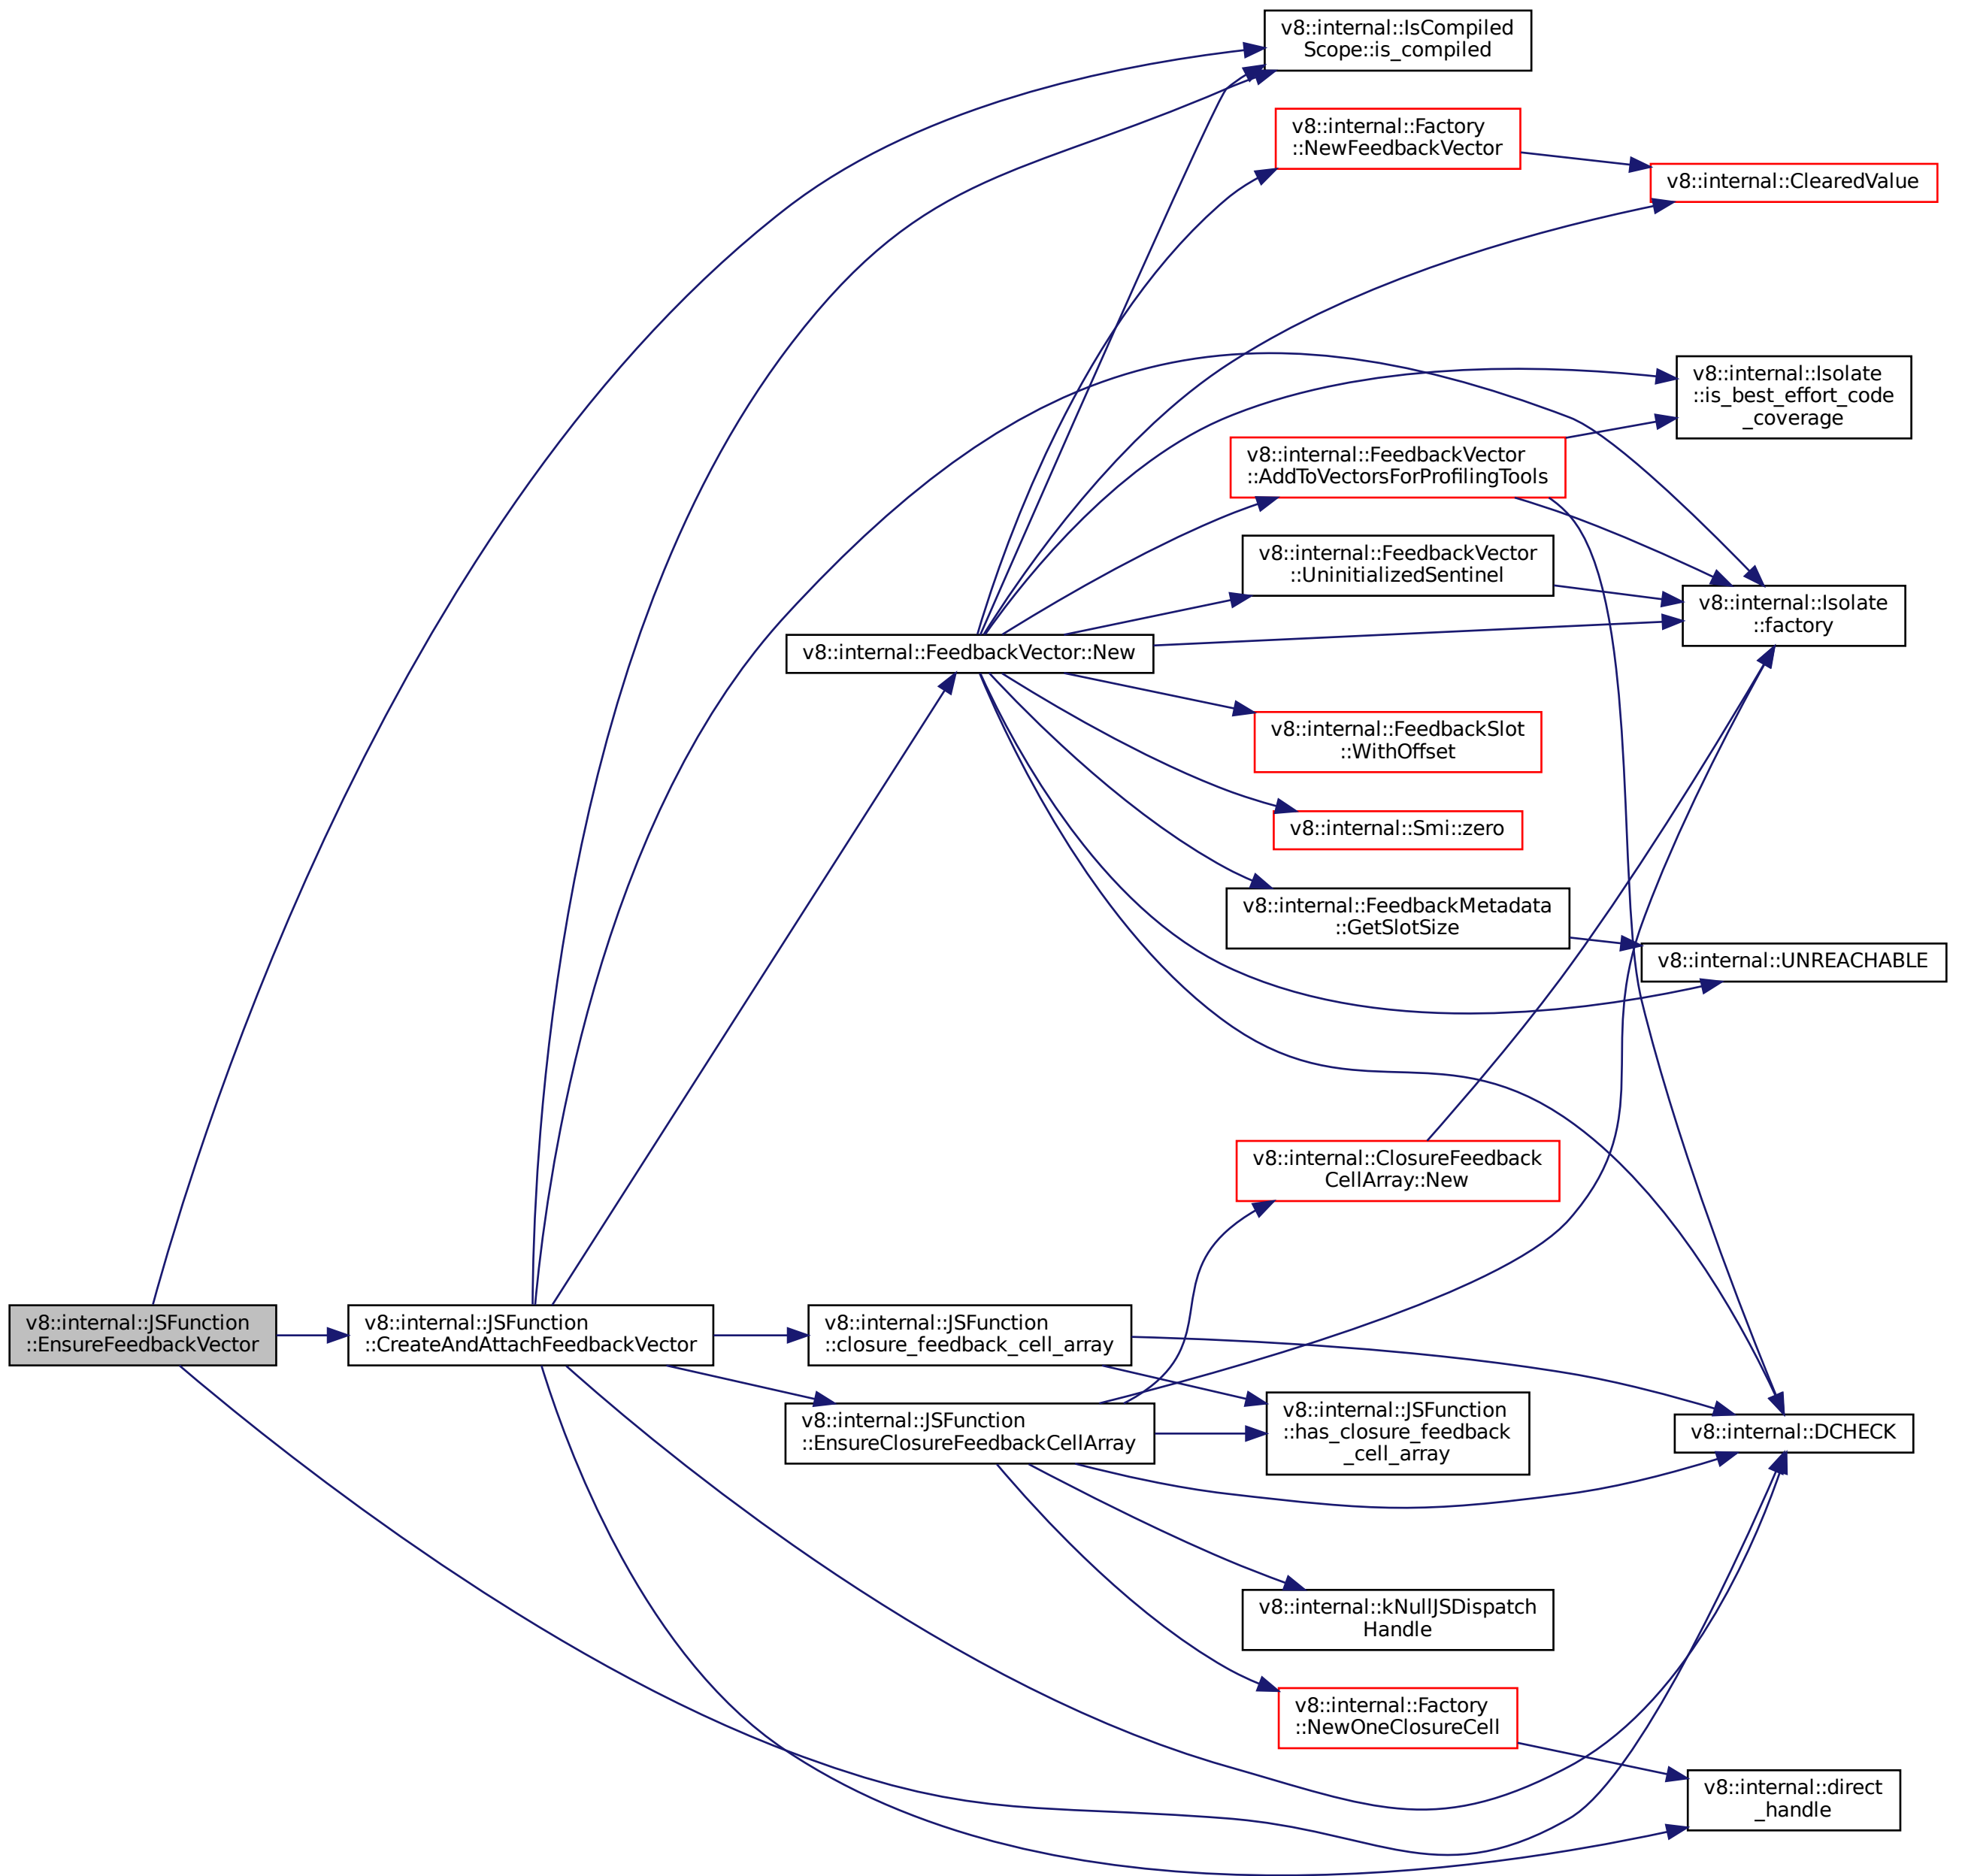 v8::internal::IsCompiled
Scope::is_compiled
v8::internal::Factory
::NewFeedbackVector
v8::internal::ClearedValue
v8::internal::Isolate
::is_best_effort_code
_coverage
v8::internal::FeedbackVector
::AddToVectorsForProfilingTools
v8::internal::FeedbackVector
::UninitializedSentinel
v8::internal::Isolate
::factory
v8::internal::FeedbackVector::New
v8::internal::FeedbackSlot
::WithOffset
v8::internal::Smi::zero
v8::internal::FeedbackMetadata
::GetSlotSize
v8::internal::UNREACHABLE
v8::internal::ClosureFeedback
CellArray::New
v8::internal::JSFunction
::EnsureFeedbackVector
v8::internal::JSFunction
::CreateAndAttachFeedbackVector
v8::internal::JSFunction
::closure_feedback_cell_array
v8::internal::JSFunction
::EnsureClosureFeedbackCellArray
v8::internal::JSFunction
::has_closure_feedback
_cell_array
v8::internal::DCHECK
v8::internal::kNullJSDispatch
Handle
v8::internal::Factory
::NewOneClosureCell
v8::internal::direct
_handle